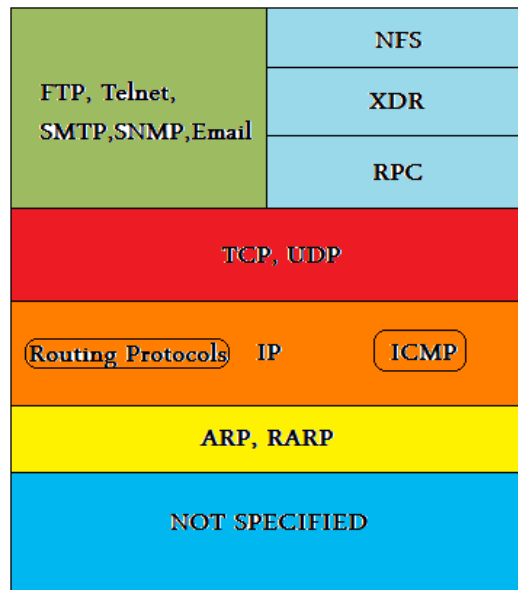 FTP, Telnet,
SMTP,SNMP,Email
NFS
XDR
RPC
TCP, UDP
Routing Protocols IP ICMP
ARP, RARP
NOT SPECIFIED